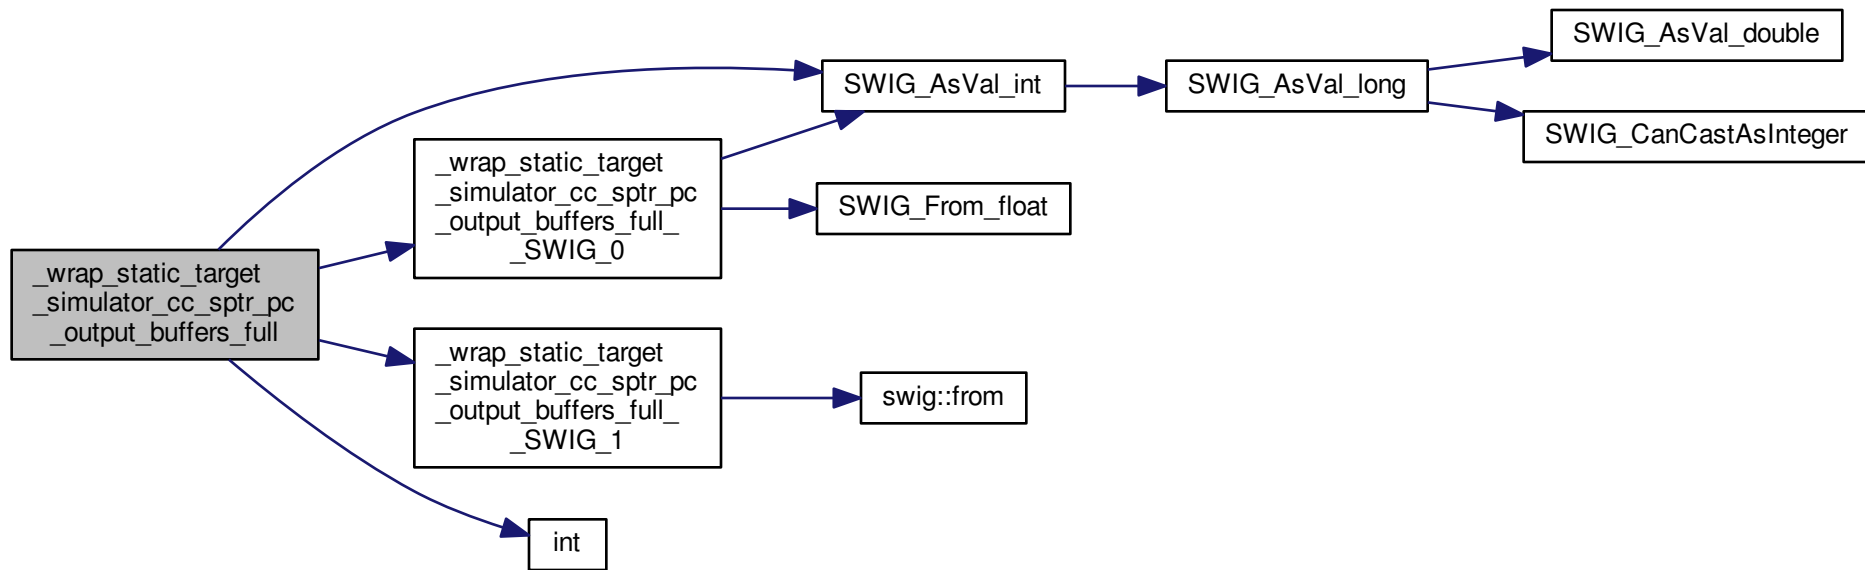 _wrap_static_target
_simulator_cc_sptr_pc
_output_buffers_full
_wrap_static_target
_simulator_cc_sptr_pc
_output_buffers_full_
_SWIG_0
_wrap_static_target
_simulator_cc_sptr_pc
_output_buffers_full_
_SWIG_1
int
SWIG_AsVal_int
SWIG_From_float
swig::from
SWIG_AsVal_long
SWIG_AsVal_double
SWIG_CanCastAsInteger